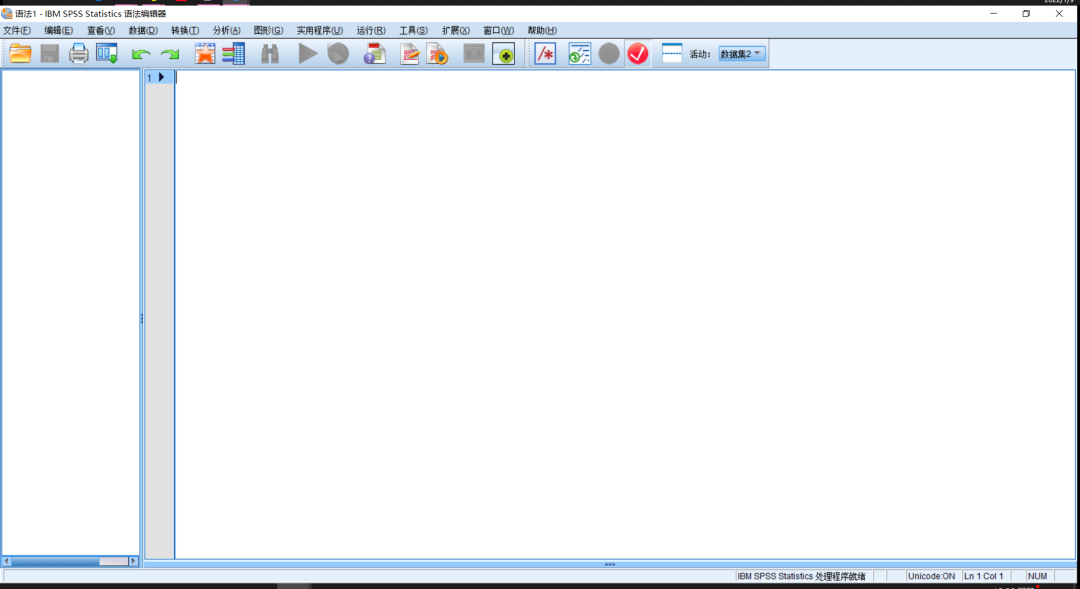 2022/1/9
语法1 - IBM SPSS Statistics 语法编辑器
文件(F) 编辑(E) 查看(V) 数据(D) 转换(T) 分析(A) 图形(G) 实用程序(U) 运行(R) 工具(S) 扩展(X) 窗口(W) 帮助(H)
活动: 数据集2
1
IBM SPSS Statistics 处理程序就绪 Unicode:ON Ln 1 Col 1 NUM